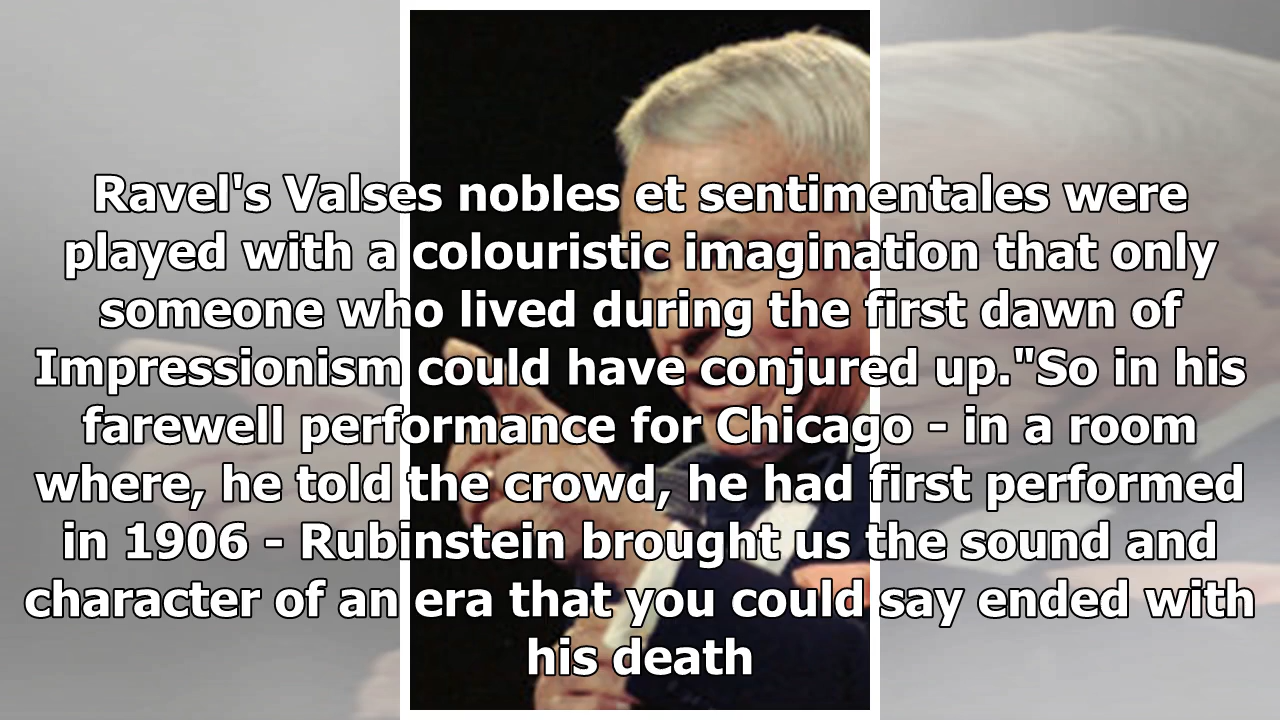 Ravel's Valses nobles et sentimentales were
played with a colouristic imagination that only
someone who lived during the first dawn of
Impressionism could have conjured up."So in his
farewell performance for Chicago - in a room
where, he told the crowd, he had first performed
in 1906 - Rubinstein brought us the sound and
character of an era that you could say ended with
his death